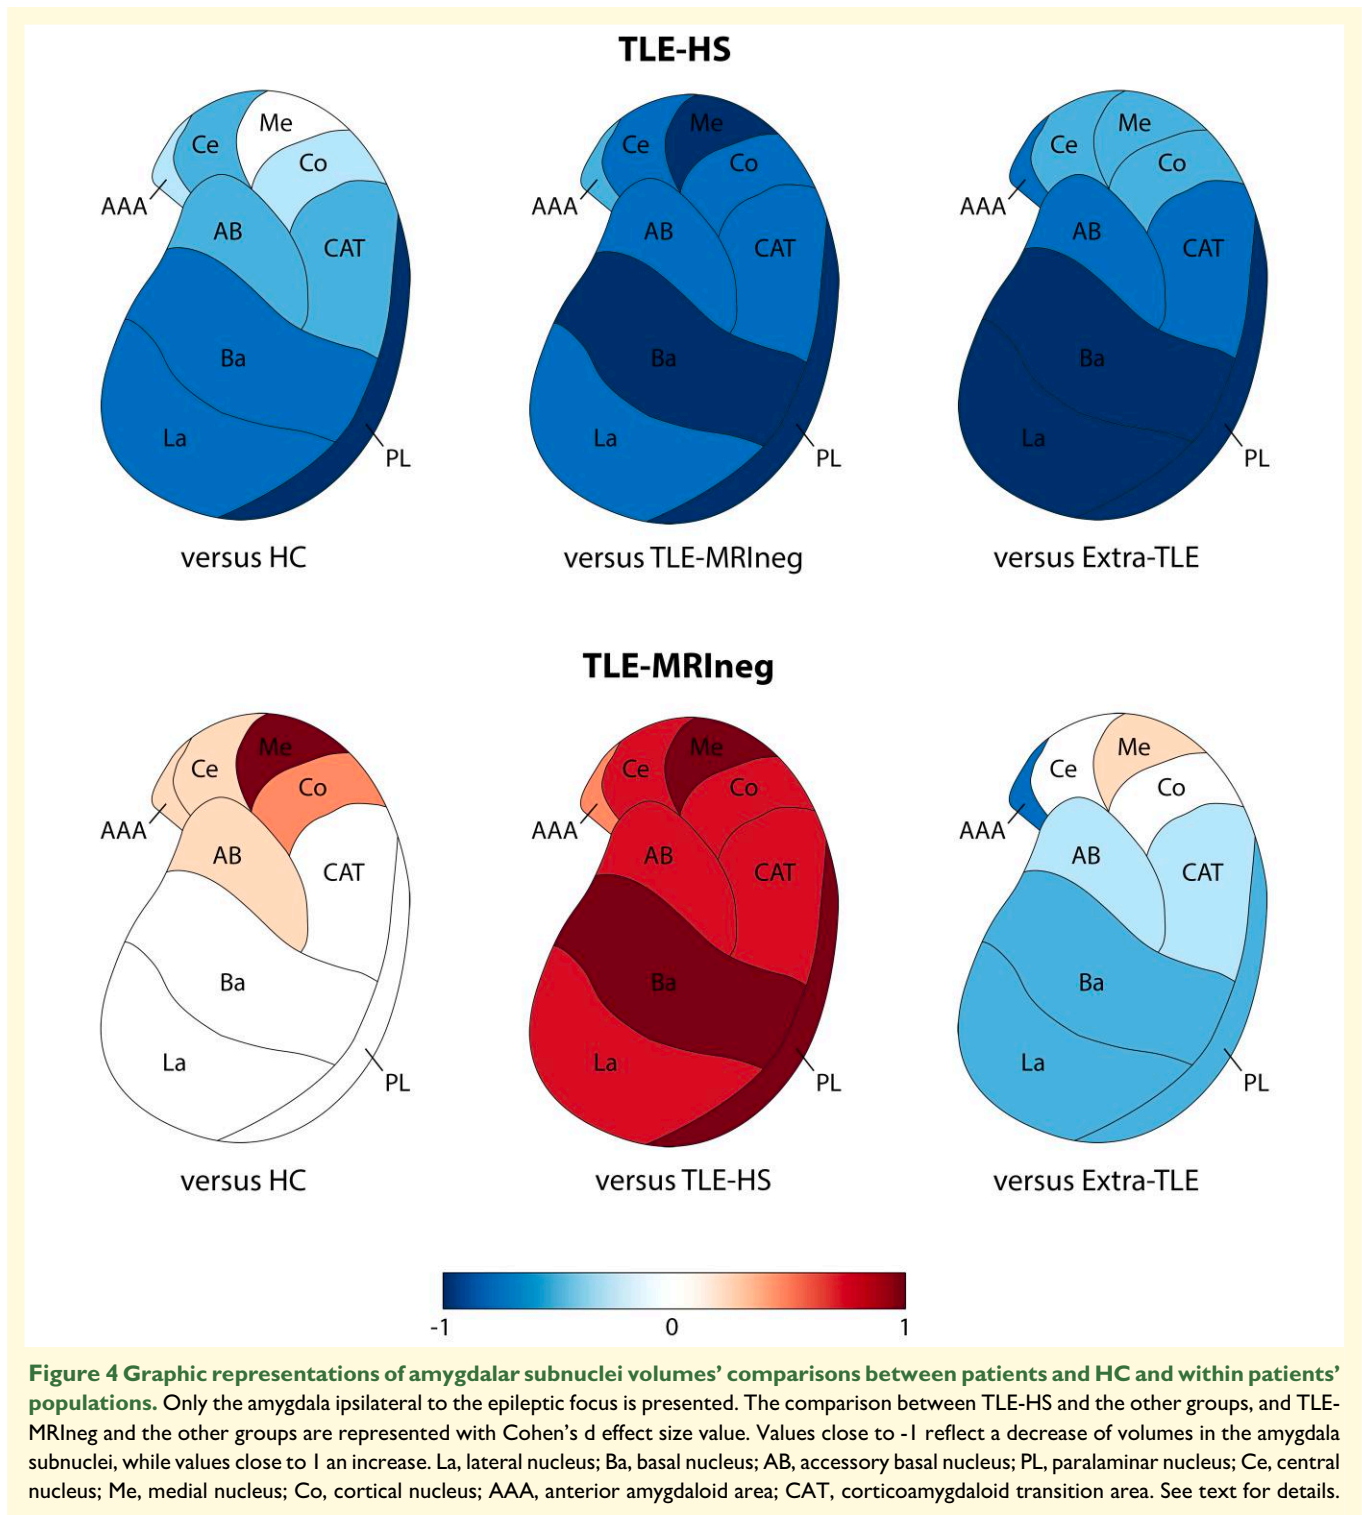 TLE-HS
Me
Ce
Co
AAA
AB
CAT
Ba
La
PL
versus HC
Me
Ce
Co
AAA
AB
CAT
Ba
La
PL
versus TLE-MRIneg
Me
Ce
Co
AAA
AB
CAT
Ba
La
PL
versus Extra-TLE
TLE-MRIneg
Me
Ce
Co
AAA
AB
CAT
Ba
La
PL
versus HC
Me
Ce
Co
AAA
AB
CAT
Ba
La
PL
versus TLE-HS
Me
Ce
Co
AAA
AB
CAT
Ba
La
PL
versus Extra-TLE
-1 0 1
Figure 4 Graphic representations of amygdalar subnuclei volumes' comparisons between patients and HC and within patients'
populations. Only the amygdala ipsilateral to the epileptic focus is presented. The comparison between TLE-HS and the other groups, and TLE-
MRIneg and the other groups are represented with Cohen's d effect size value. Values close to -1 reflect a decrease of volumes in the amygdala
subnuclei, while values close to 1 an increase. La, lateral nucleus; Ba, basal nucleus; AB, accessory basal nucleus; PL, paralaminar nucleus; Ce, central
nucleus; Me, medial nucleus; Co, cortical nucleus; AAA, anterior amygdaloid area; CAT, corticoamygdaloid transition area. See text for details.